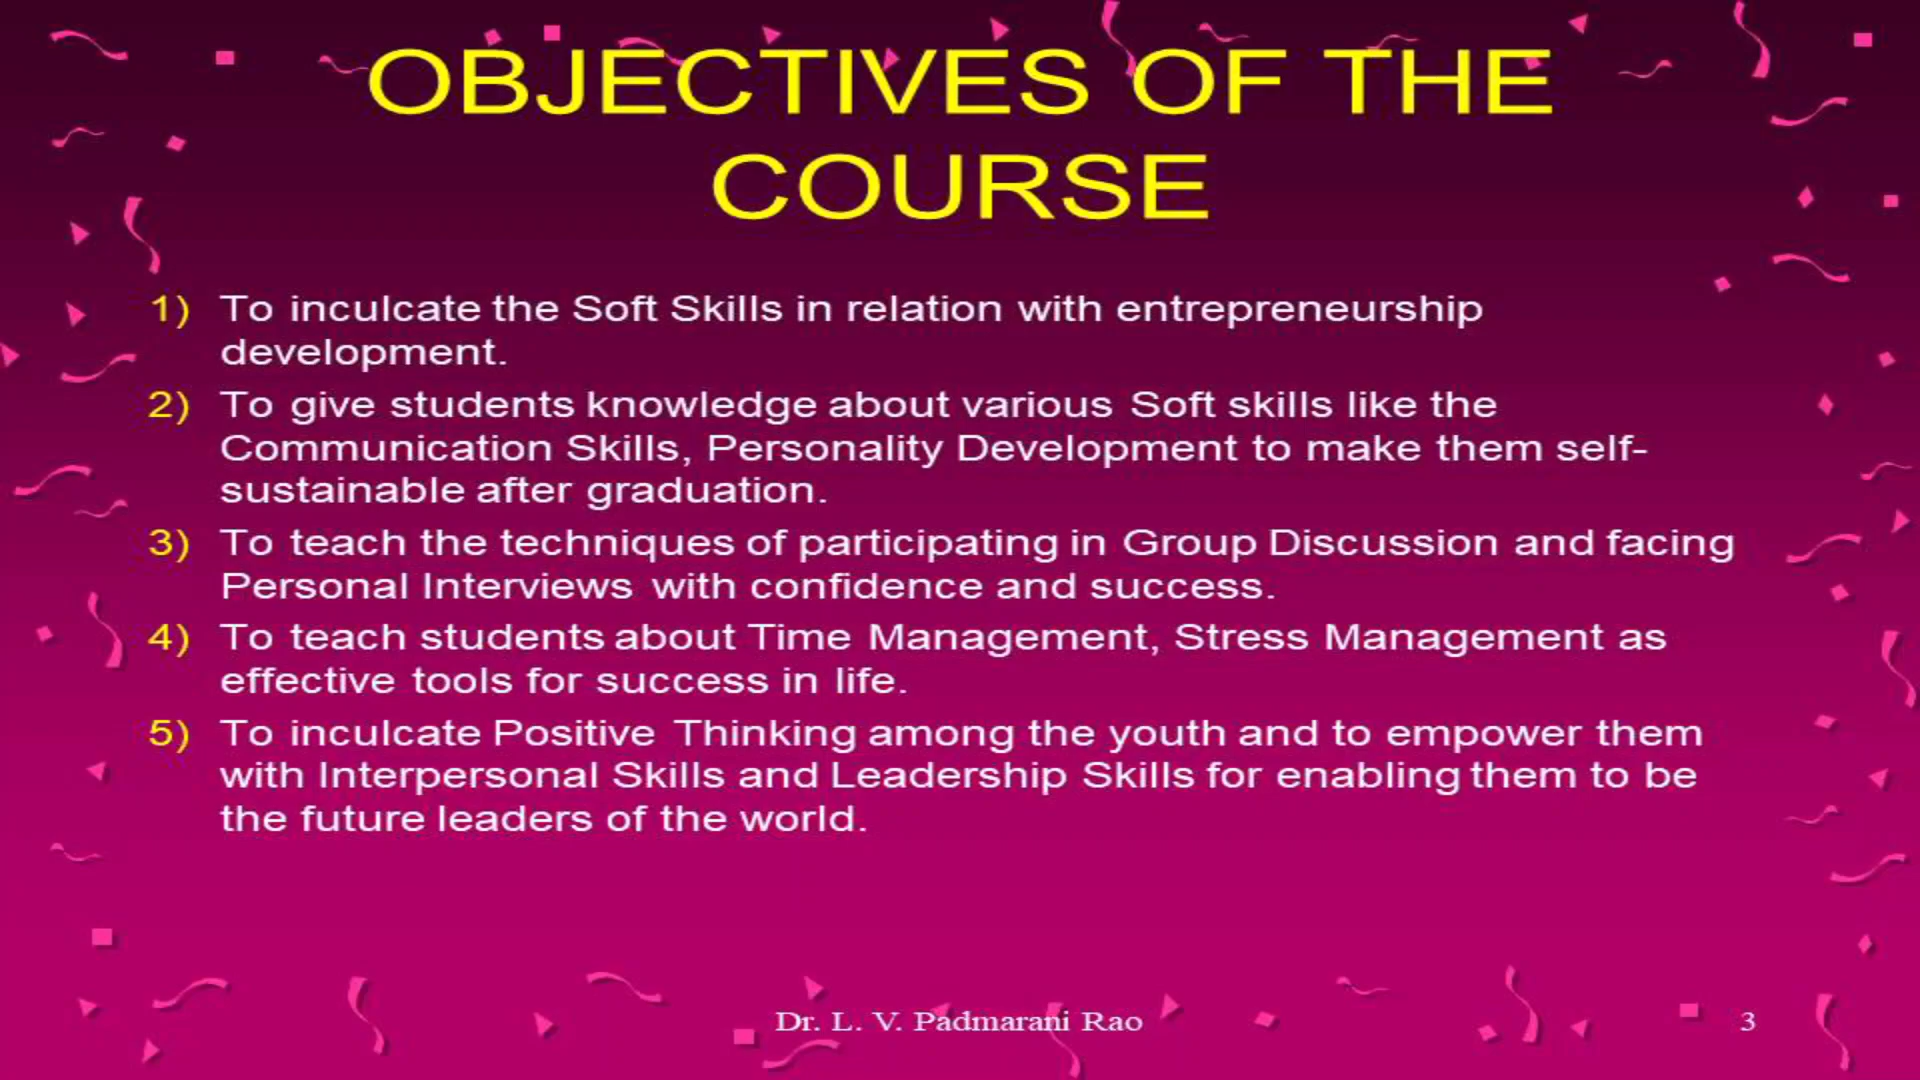 OBJECTIVES OF THE
COURSE
1) To inculcate the Soft Skills in relation with entrepreneurship
development.
2) To give students knowledge about various Soft skills like the
Communication Skills, Personality Development to make them self-
sustainable after graduation.
3) To teach the techniques of participating in Group Discussion and facing
Personal Interviews with confidence and success.
4) To teach students about Time Management, Stress Management as
effective tools for success in life.
5) To inculcate Positive Thinking among the youth and to empower them
with Interpersonal Skills and Leadership Skills for enabling them to be
the future leaders of the world.
Dr. L. V. Padmarani Rao
3